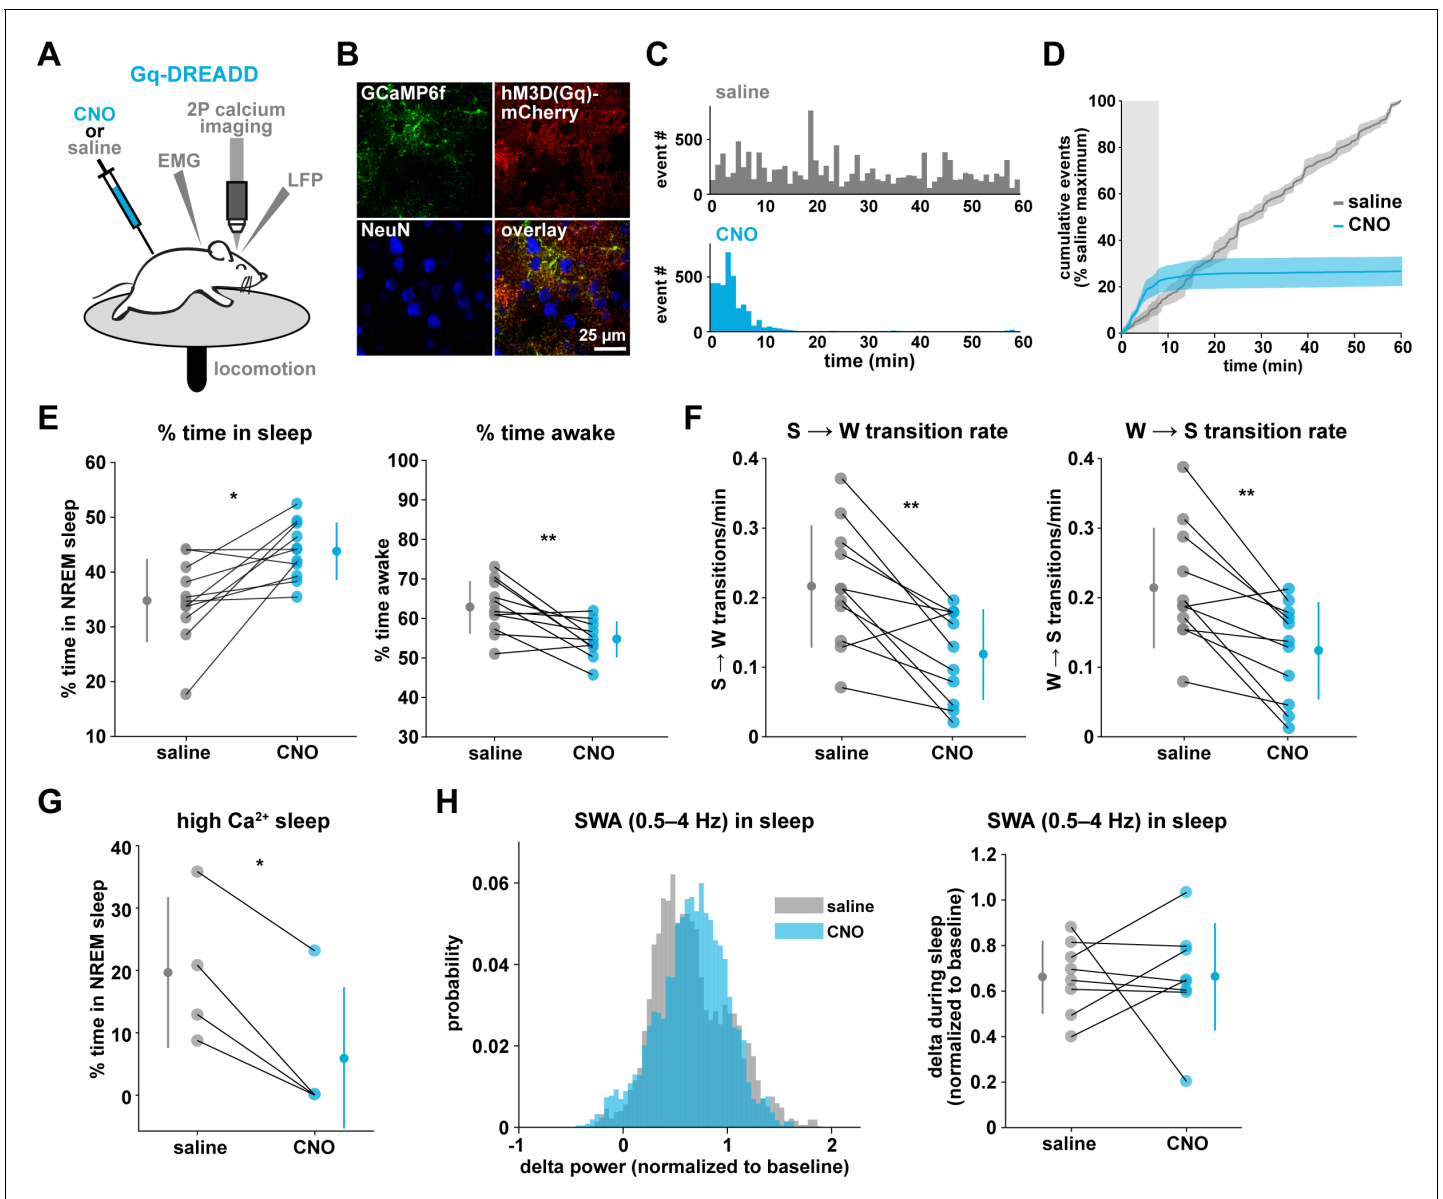 A
Gq-DREADD
CNO
or
saline
2P calcium
imaging
EMG
LFP
locomotion
B
GCaMP6f
hM3D(Gq)-
mCherry
NeuN
overlay
25 µm
C
saline
event #
500
0
0 10 20 30 40 50 60
CNO
event #
500
0
0 10 20 30 40 50 60
time (min)
D
cumulative events
(% saline maximum)
100
80
60
40
20
0
saline
CNO
0 10 20 30 40 50 60
time (min)
E
% time in sleep
% time in NREM sleep
60
50
40
30
20
10
*
saline CNO
% time awake
% time awake
100
90
80
70
60
50
40
30
**
saline CNO
F
S → W transition rate
S → W transitions/min
0.4
0.3
0.2
0.1
0
**
saline CNO
W → S transition rate
W → S transitions/min
0.4
0.3
0.2
0.1
0
**
saline CNO
G
high Ca²⁺ sleep
% time in NREM sleep
40
30
20
10
0
*
saline CNO
H
SWA (0.5–4 Hz) in sleep
probability
0.06
0.04
0.02
0
saline
CNO
-1 0 1 2
delta power (normalized to baseline)
SWA (0.5–4 Hz) in sleep
delta during sleep
(normalized to baseline)
1.2
1.0
0.8
0.6
0.4
0.2
0
saline CNO